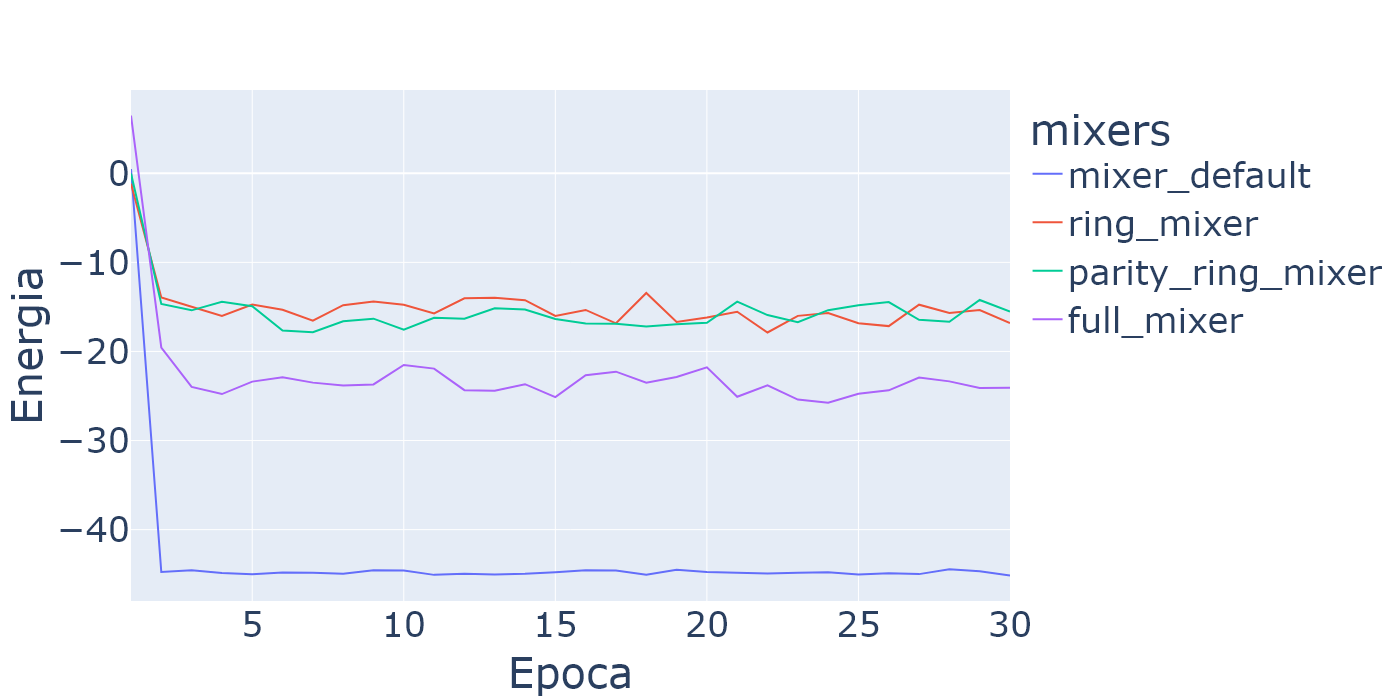 mixers
mixer_default
ring_mixer
parity_ring_mixer
full_mixer
Energia
0
−10
−20
−30
−40
5
10
15
20
25
30
Epoca